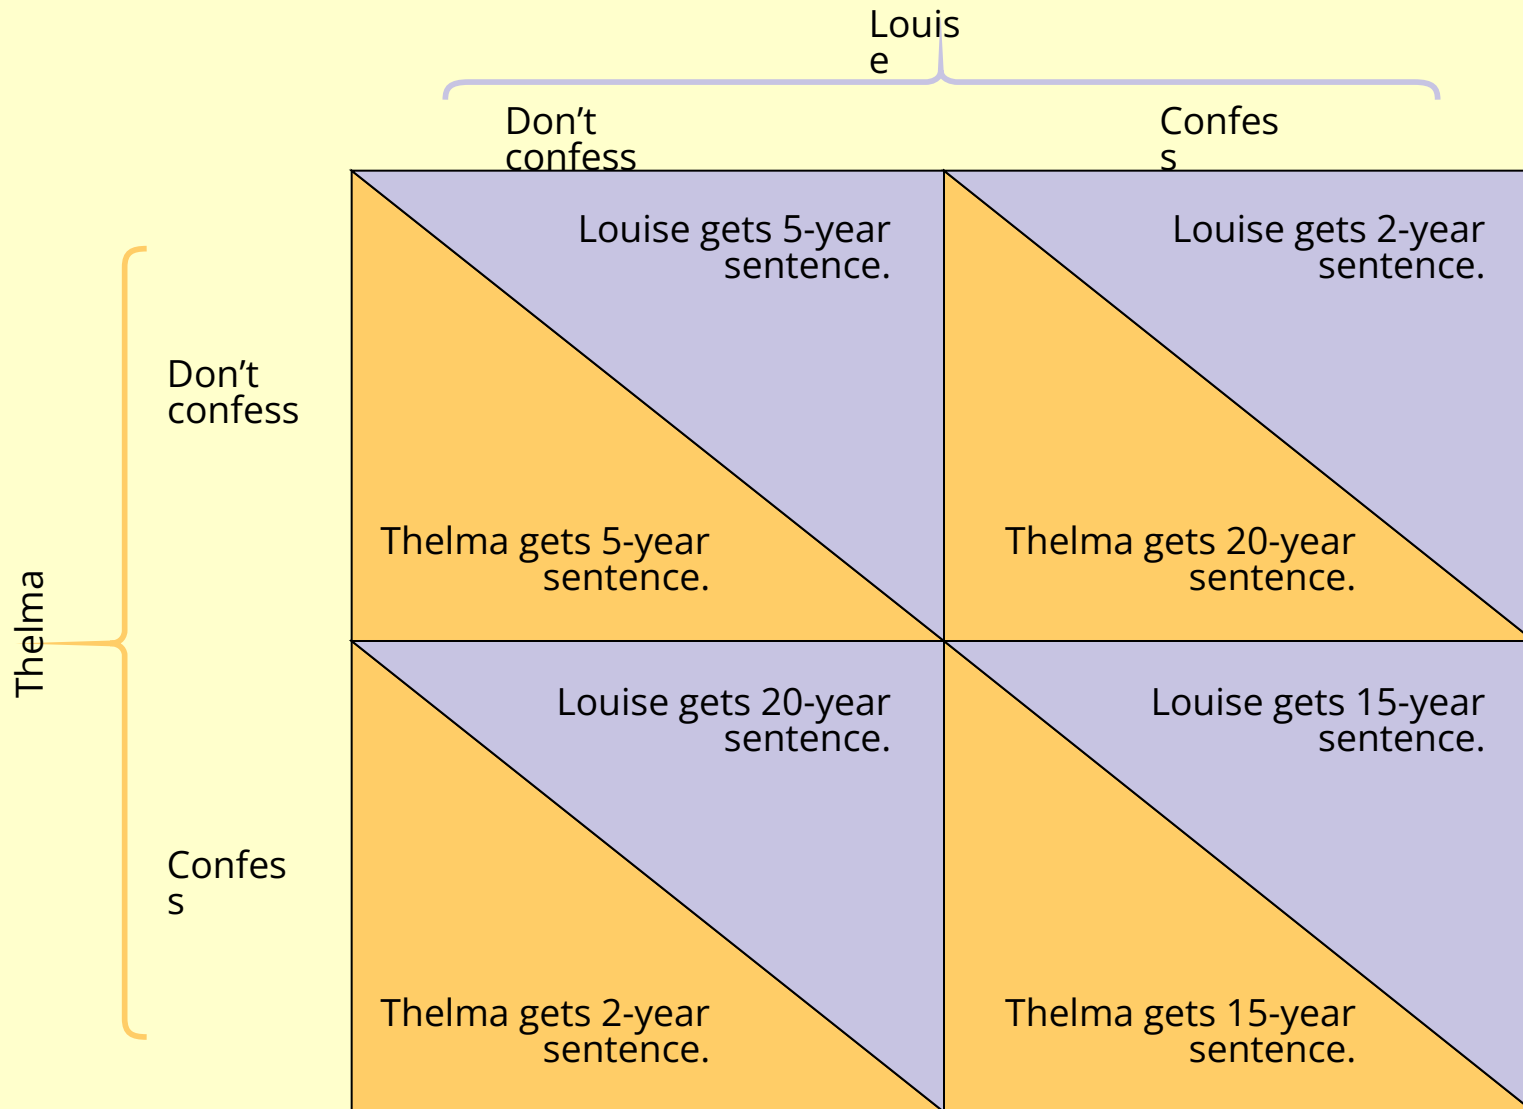 Louis
e
Don’t
confess
Confes
s
Louise gets 5-year
sentence.
Louise gets 2-year
sentence.
Don’t
confess
Thelma gets 5-year
sentence.
Thelma gets 20-year
sentence.
Thelma
Louise gets 20-year
sentence.
Louise gets 15-year
sentence.
Confes
s
Thelma gets 2-year
sentence.
Thelma gets 15-year
sentence.